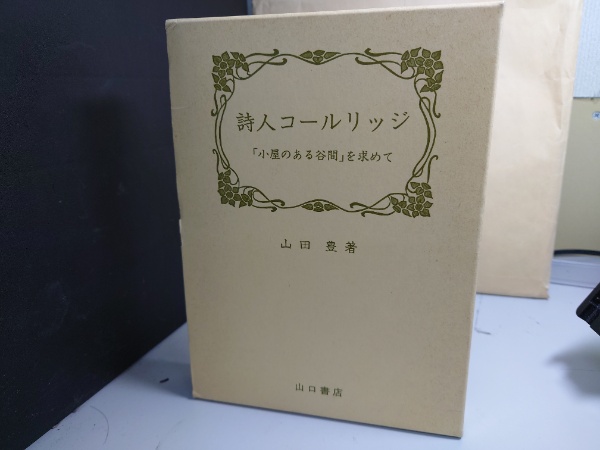 詩人コールリッジ
「小屋のある谷間」を求めて
山田 豊 著
山口書店